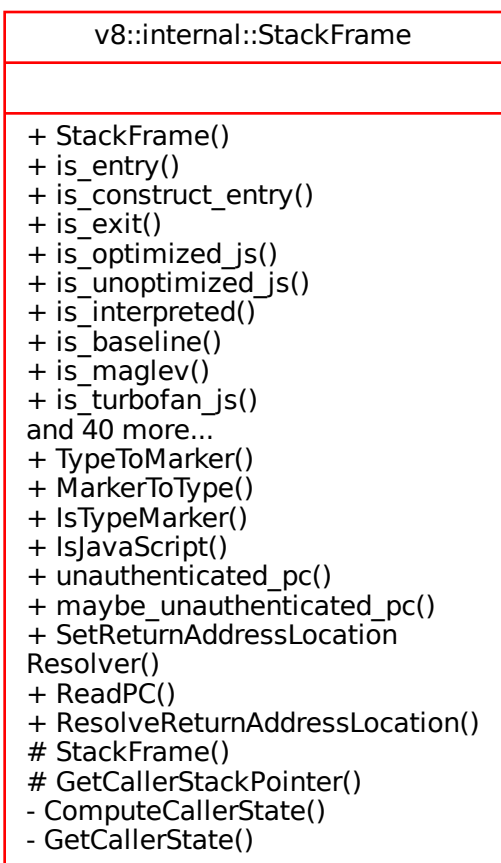 v8::internal::StackFrame
+ StackFrame()
+ is_entry()
+ is_construct_entry()
+ is_exit()
+ is_optimized_js()
+ is_unoptimized_js()
+ is_interpreted()
+ is_baseline()
+ is_maglev()
+ is_turbofan_js()
and 40 more...
+ TypeToMarker()
+ MarkerToType()
+ IsTypeMarker()
+ IsJavaScript()
+ unauthenticated_pc()
+ maybe_unauthenticated_pc()
+ SetReturnAddressLocation
Resolver()
+ ReadPC()
+ ResolveReturnAddressLocation()
# StackFrame()
# GetCallerStackPointer()
- ComputeCallerState()
- GetCallerState()